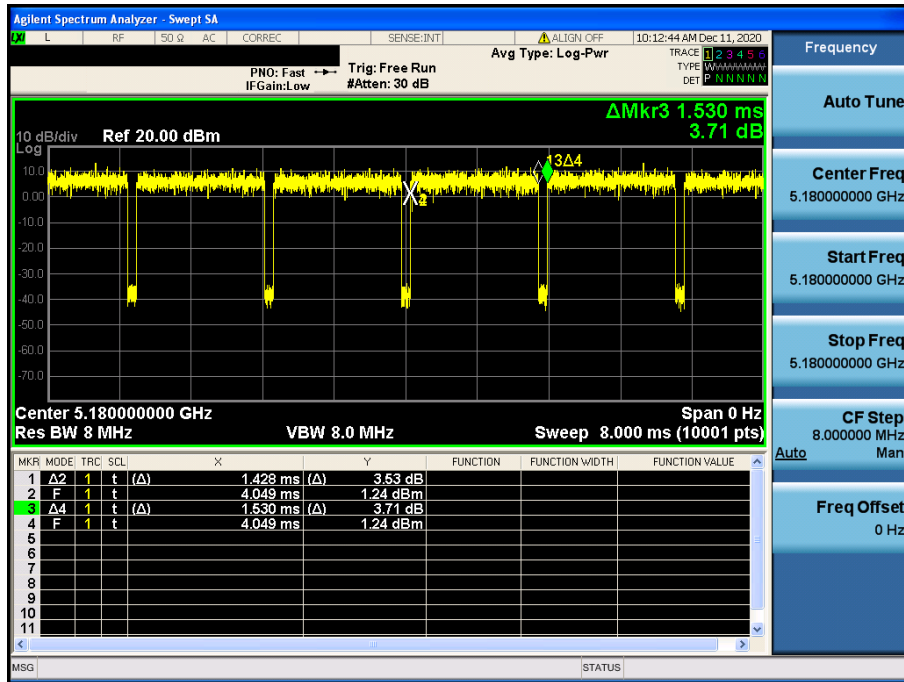 Agilent Spectrum Analyzer - Swept SA
LXI L RF 50 Ω AC CORREC SENSE:INT ALIGN OFF 10:12:44 AM Dec 11, 2020
Avg Type: Log-Pwr TRACE 1 2 3 4 5 6
PNO: Fast Trig: Free Run TYPE WWWWWWW
IFGain:Low #Atten: 30 dB DET P N N N N N
ΔMkr3 1.530 ms
10 dB/div Ref 20.00 dBm 3.71 dB
Log
10.0
0.00
-10.0
-20.0
-30.0
-40.0
-50.0
-60.0
-70.0
13Δ4
Center 5.180000000 GHz Span 0 Hz
Res BW 8 MHz VBW 8.0 MHz Sweep 8.000 ms (10001 pts)
MKR MODE TRC SCL X Y FUNCTION FUNCTION WIDTH FUNCTION VALUE
1 Δ2 1 t (Δ) 1.428 ms (Δ) 3.53 dB
2 F 1 t 4.049 ms 1.24 dBm
3 Δ4 1 t (Δ) 1.530 ms (Δ) 3.71 dB
4 F 1 t 4.049 ms 1.24 dBm
5
6
7
8
9
10
11
MSG STATUS
Frequency
Auto Tune
Center Freq
5.180000000 GHz
Start Freq
5.180000000 GHz
Stop Freq
5.180000000 GHz
CF Step
8.000000 MHz
Auto Man
Freq Offset
0 Hz